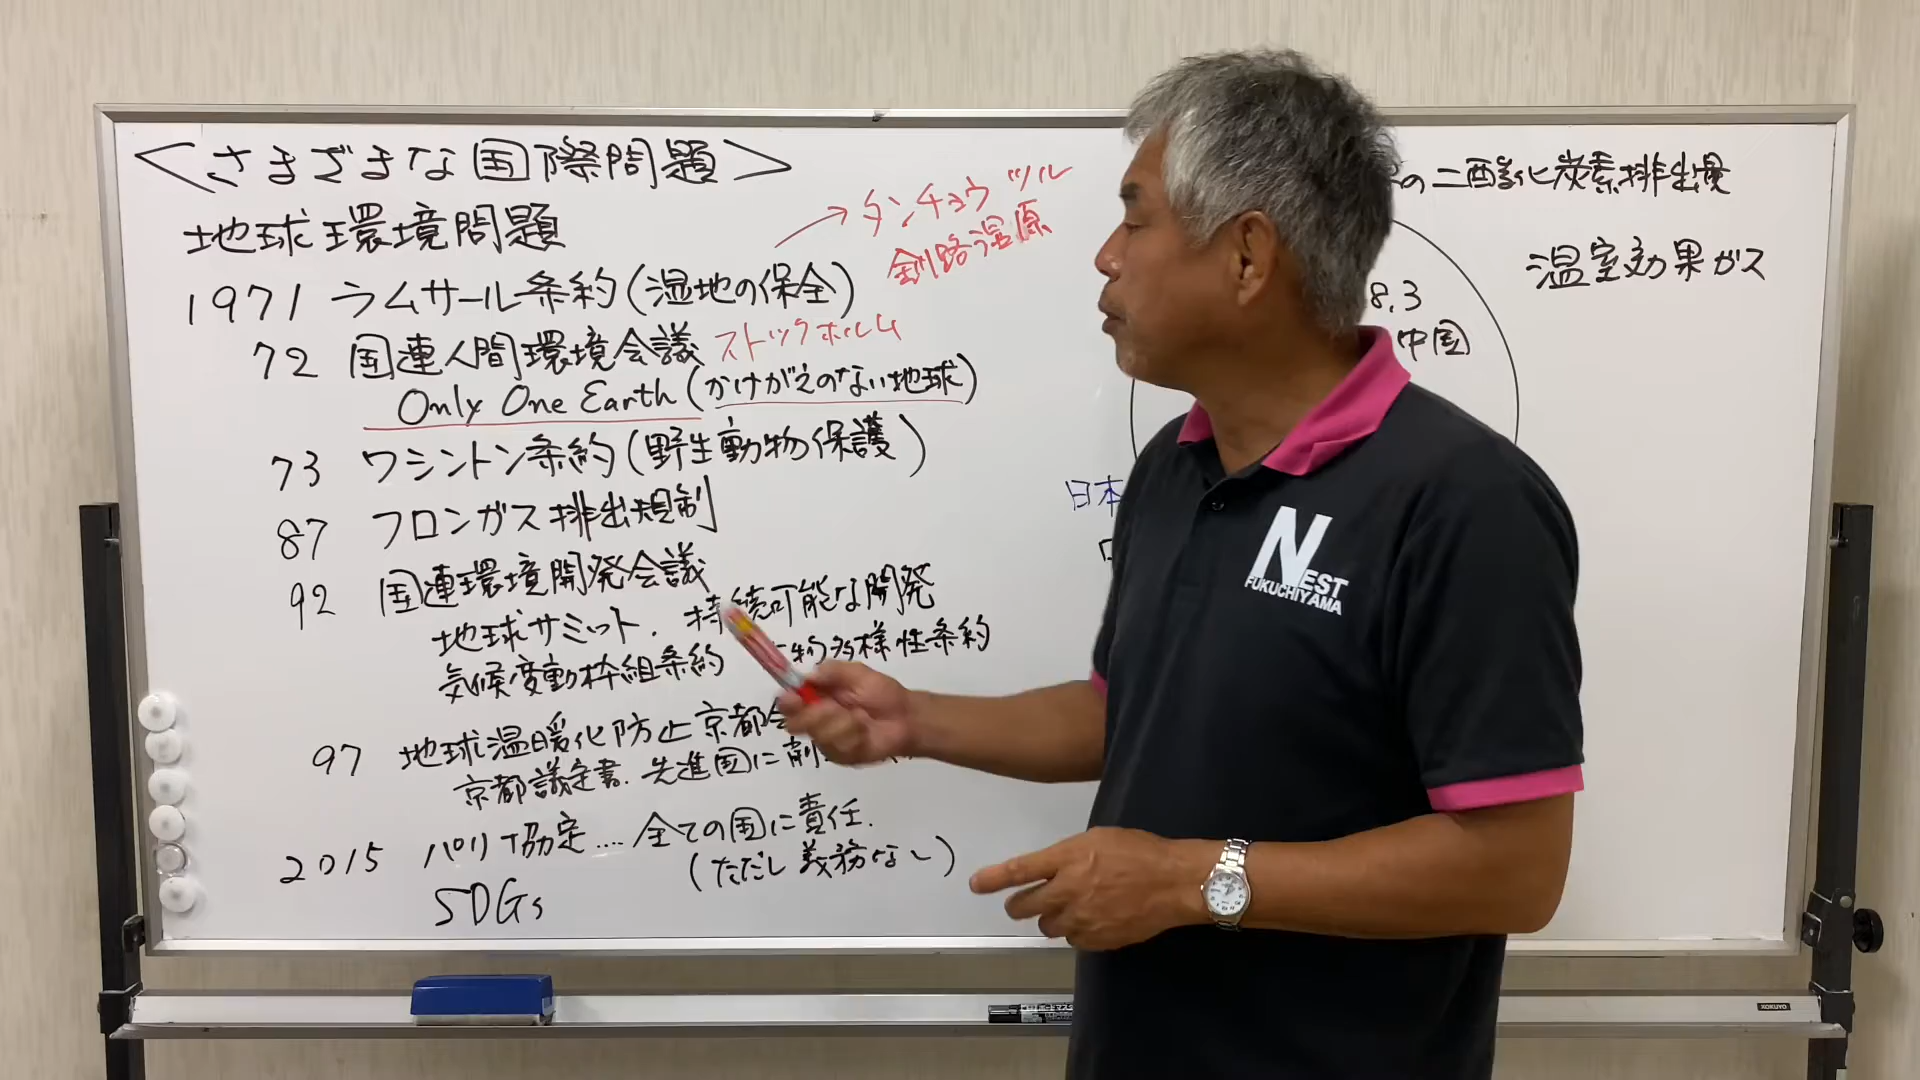 <さまざまな国際問題>
地球環境問題
1971 ラムサール条約(湿地の保全)
→タンチョウヅル
釧路湿原
72 国連人間環境会議 ストックホルム
Only One Earth (かけがえのない地球)
73 ワシントン条約(野生動物保護)
87 フロンガス排出規制
92 国連環境開発会議
地球サミット. 持続可能な開発
気候変動枠組条約 物多様性条約
97 地球温暖化防止京都会
京都議定書. 先進国に削
2015 パリ協定....全ての国に責任.
(ただし義務なし)
SDGs
の二酸化炭素排出量
温室効果ガス
8.3
中国
日本
NEST
FUKUCHIYAMA
KOKUYO